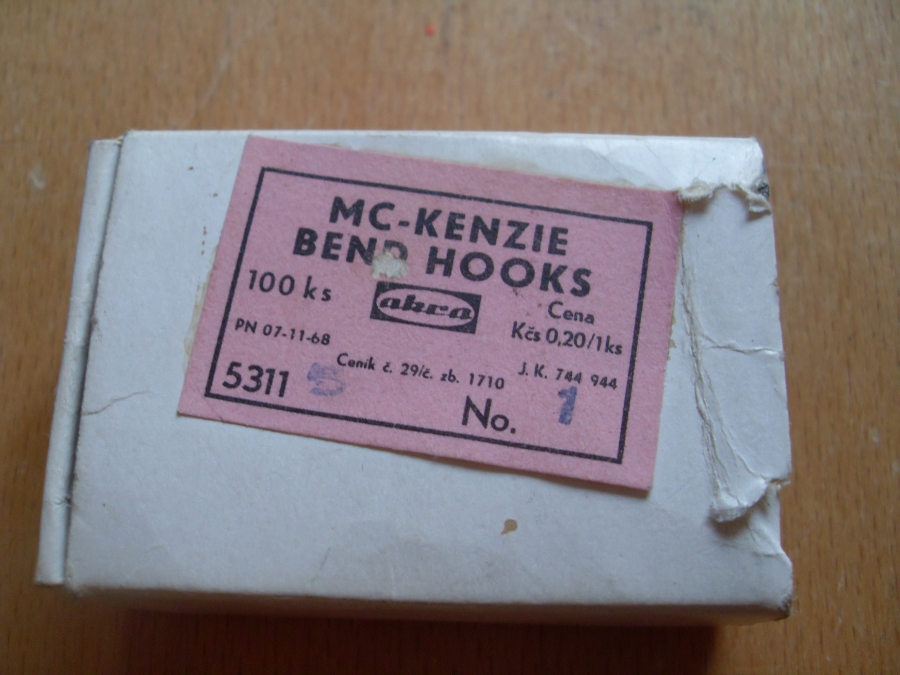 MC-KENZIE
BEND HOOKS
100 ks
akra
Cena
Kčs 0,20/1ks
PN 07-11-68
Ceník č. 29/č. zb. 1710
J. K. 744 944
5311 S
No. 1